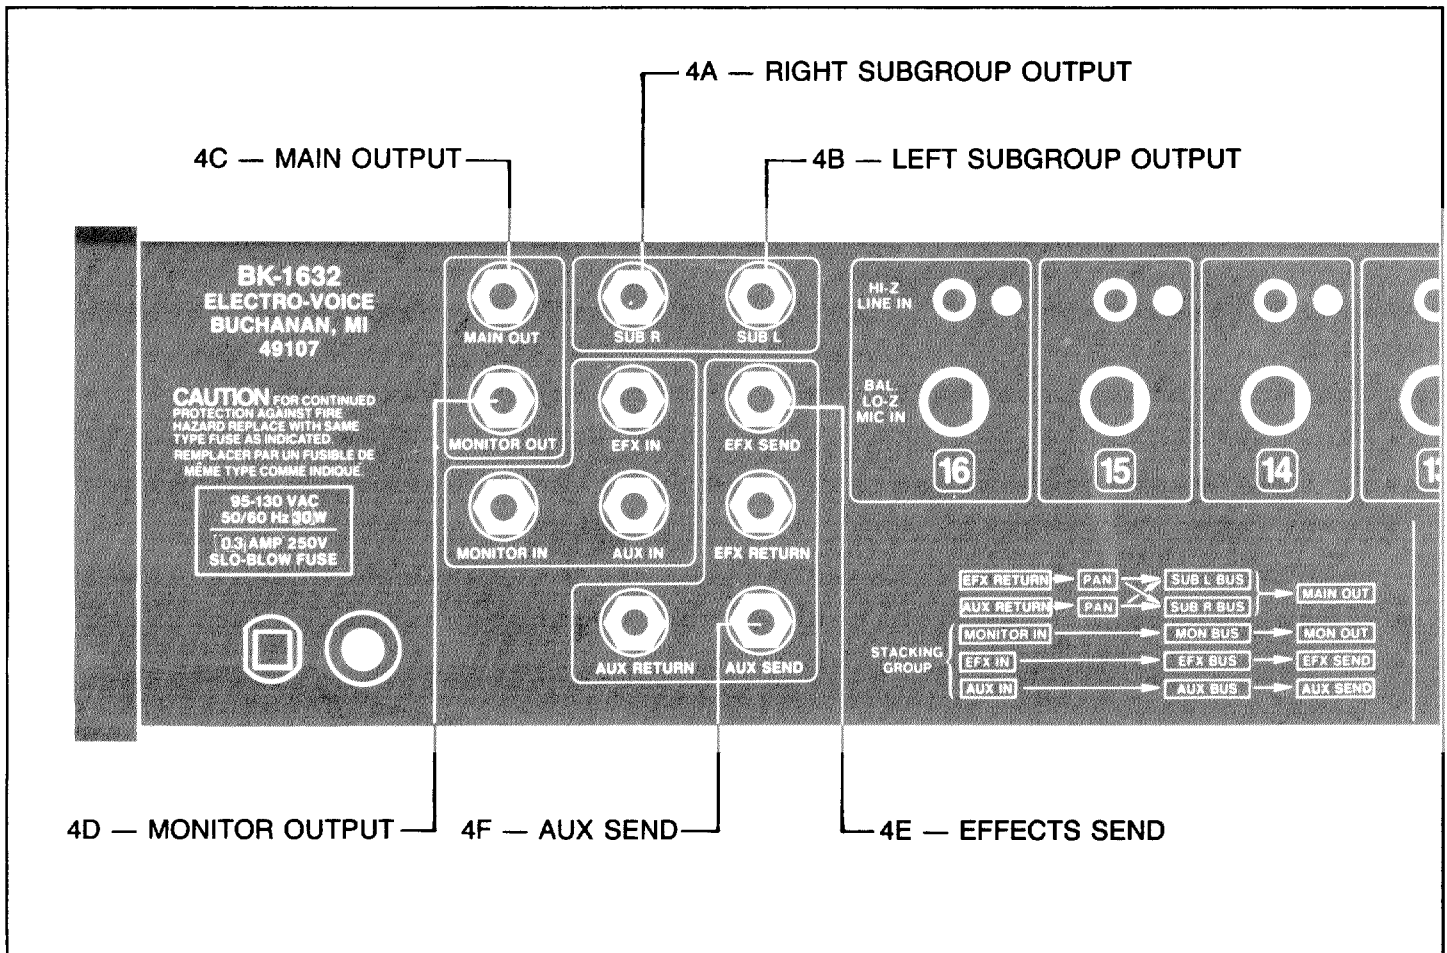 4A — RIGHT SUBGROUP OUTPUT
4C — MAIN OUTPUT
4B — LEFT SUBGROUP OUTPUT
BK-1632
ELECTRO-VOICE
BUCHANAN, MI
49107
CAUTION FOR CONTINUED
PROTECTION AGAINST FIRE
HAZARD REPLACE WITH SAME
TYPE FUSE AS INDICATED
REMPLACER PAR UN FUSIBLE DE
MÊME TYPE COMME INDIQUE
95-130 VAC
50/60 Hz 30W
0.3 AMP 250V
SLO-BLOW FUSE
MAIN OUT
SUB R
SUB L
MONITOR OUT
EFX IN
EFX SEND
MONITOR IN
AUX IN
EFX RETURN
AUX RETURN
AUX SEND
HI-Z
LINE IN
BAL.
LO-Z
MIC IN
16
15
14
13
EFX RETURN PAN SUB L BUS
MAIN OUT
AUX RETURN PAN SUB R BUS
STACKING
GROUP
MONITOR IN MON BUS MON OUT
EFX IN EFX BUS EFX SEND
AUX IN AUX BUS AUX SEND
4D — MONITOR OUTPUT
4F — AUX SEND
4E — EFFECTS SEND